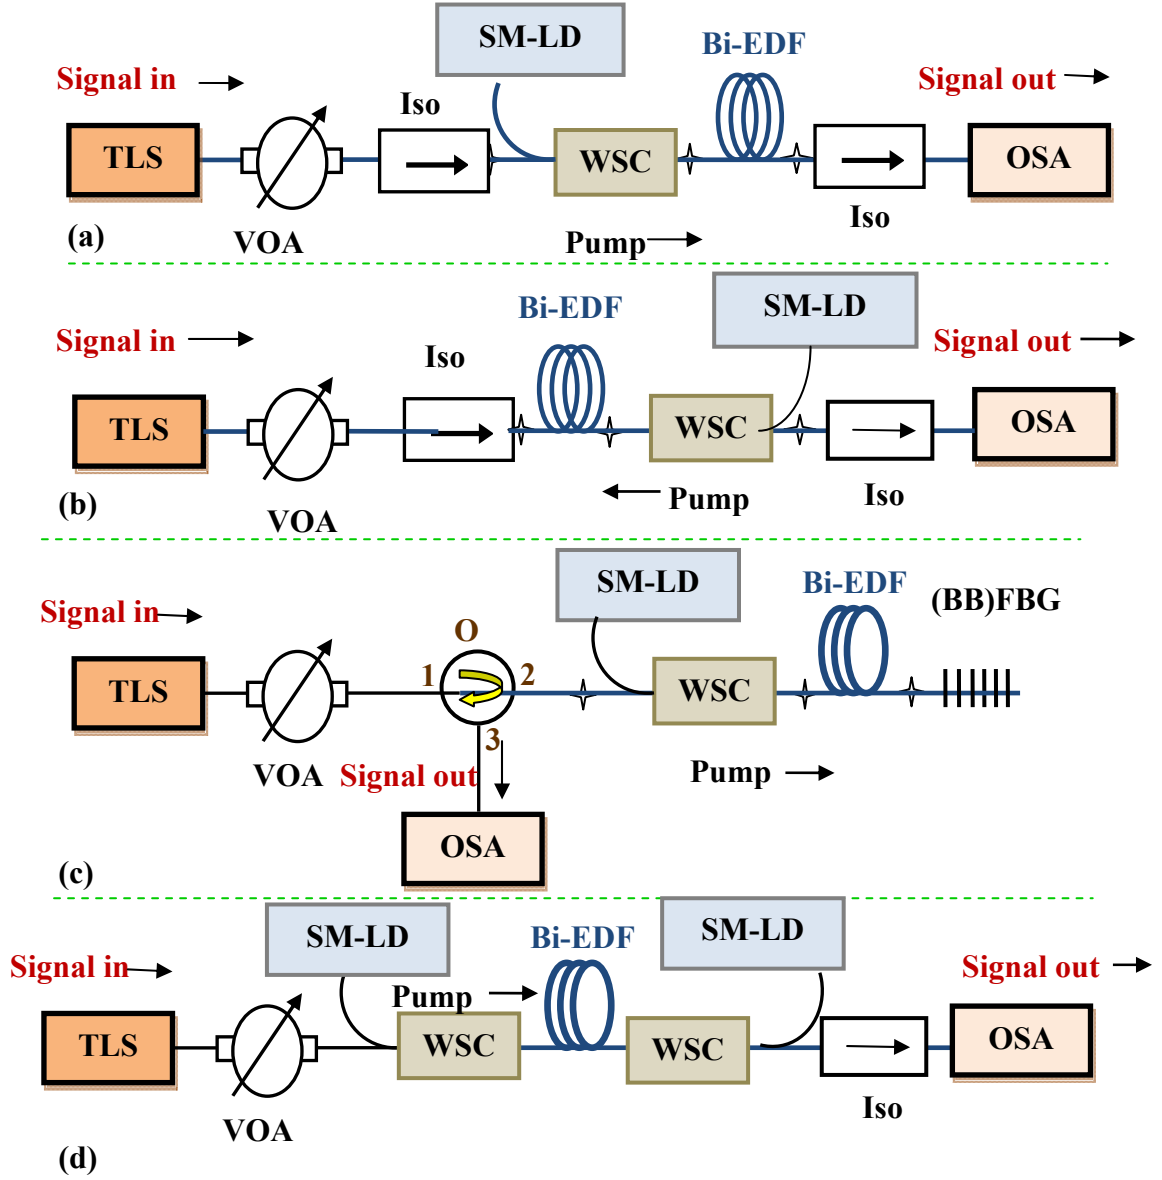 SM-LD
Bi-EDF
Signal in
Iso
Signal out
TLS
WSC
OSA
Iso
(a)
VOA
Pump
SM-LD
Bi-EDF
Signal in
Iso
Signal out
TLS
WSC
OSA
(b)
Pump
Iso
VOA
SM-LD
Bi-EDF
(BB)FBG
Signal in
O
1
2
TLS
WSC
3
VOA
Signal out
Pump
OSA
(c)
SM-LD
Bi-EDF
SM-LD
Signal in
Pump
Signal out
TLS
WSC
WSC
OSA
VOA
Iso
(d)